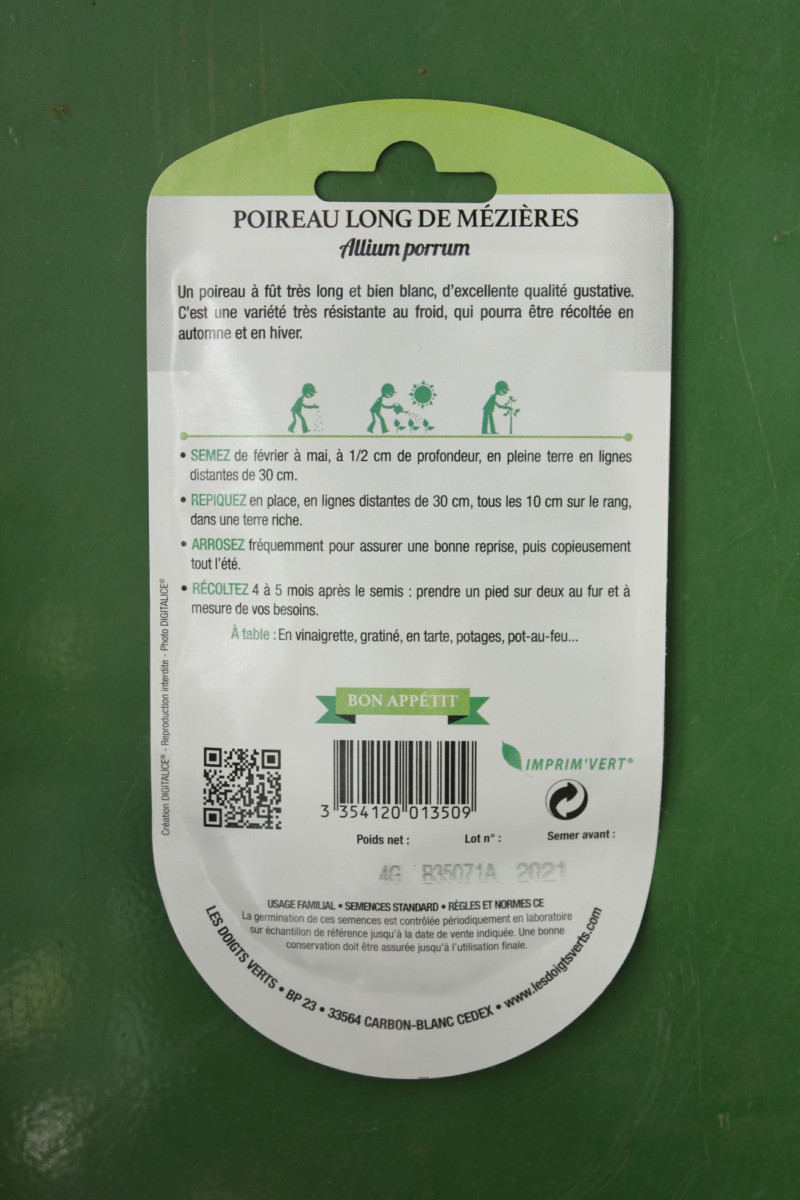 POIREAU LONG DE MÉZIÈRES
Allium porrum
Un poireau à fût très long et bien blanc, d'excellente qualité gustative.
C'est une variété très résistante au froid, qui pourra être récoltée en
automne et en hiver.
• SEMEZ de février à mai, à 1/2 cm de profondeur, en pleine terre en lignes
distantes de 30 cm.
• REPIQUEZ en place, en lignes distantes de 30 cm, tous les 10 cm sur le rang,
dans une terre riche.
• ARROSEZ fréquemment pour assurer une bonne reprise, puis copieusement
tout l'été.
• RÉCOLTEZ 4 à 5 mois après le semis : prendre un pied sur deux au fur et à
mesure de vos besoins.
À table : En vinaigrette, gratiné, en tarte, potages, pot-au-feu...
Création DIGITALICE® - Reproduction interdite - Photo DIGITALICE®
BON APPÉTIT
IMPRIM'VERT®
3 354120 013509
Poids net : Lot n° : Semer avant :
4G B35071A 2021
USAGE FAMILIAL • SEMENCES STANDARD • RÈGLES ET NORMES CE
La germination de ces semences est contrôlée périodiquement en laboratoire
sur échantillon de référence jusqu'à la date de vente indiquée. Une bonne
conservation doit être assurée jusqu'à l'utilisation finale.
LES DOIGTS VERTS • BP 23 • 33564 CARBON-BLANC CEDEX • www.lesdoigtsverts.com